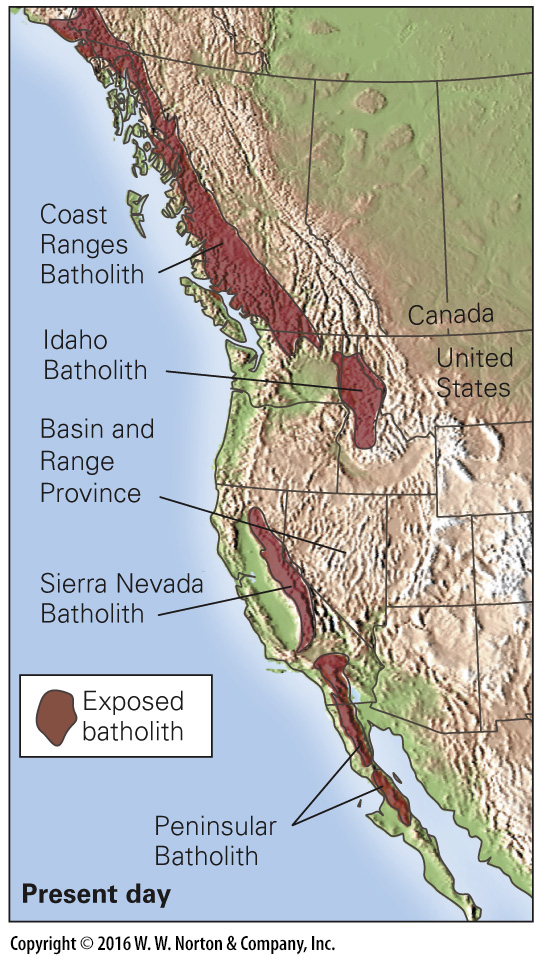 Coast
Ranges
Batholith
Canada
Idaho
Batholith
United
States
Basin and
Range
Province
Sierra Nevada
Batholith
Exposed
batholith
Peninsular
Batholith
Present day
Copyright © 2016 W. W. Norton & Company, Inc.